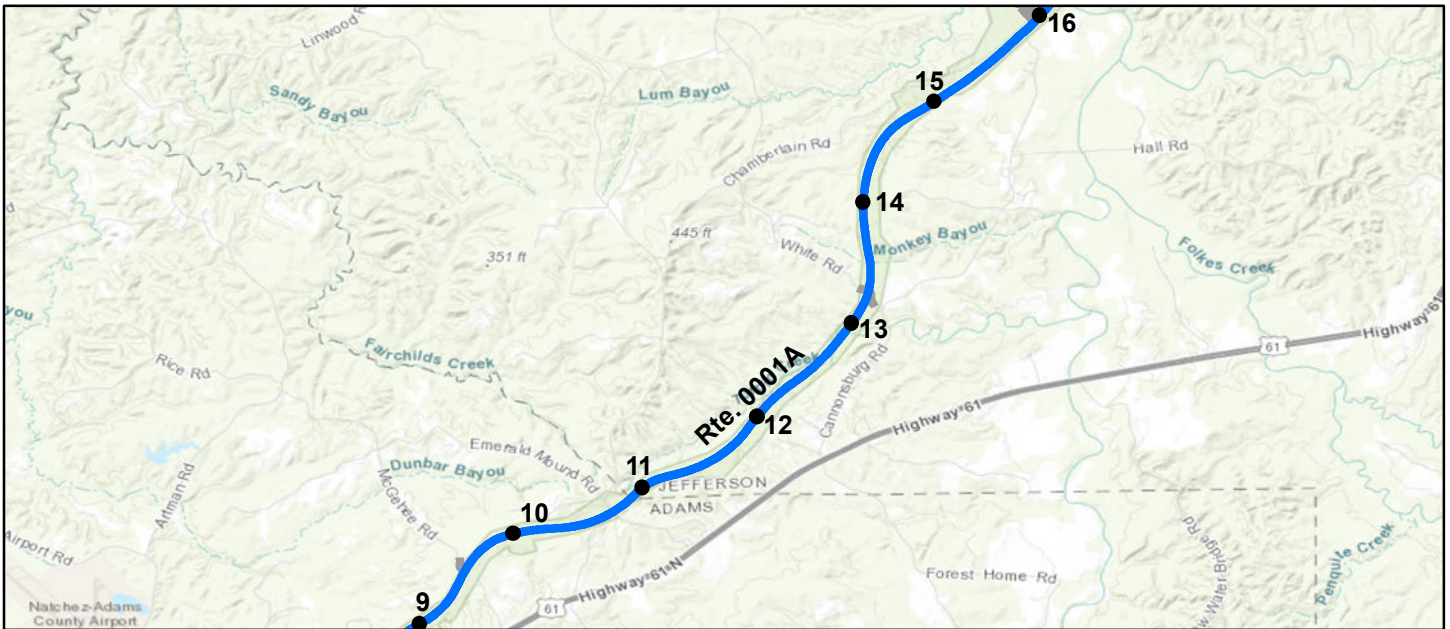 16
Linwood R
15
Lum Bayou
Sandy Bayou
Chamberlain Rd
Hall Rd
14
445 ft
Monkey Bayou
White Rd
351 ft
Folkes Creek
you
13
Highway 61
61
Fairchilds Creek
eek
Rte. 0001A
Cannonsburg Rd
Rice Rd
12
Highway 61
Emerald Mound Rd
11
Dunbar Bayou
JEFFERSON
ADAMS
McGehee Rd
Artman Rd
10
Airport Rd
w Water Bridge Rd
Penquite Creek
Highway 61 N
Forest Home Rd
9
61
Natchez-Adams
County Airport